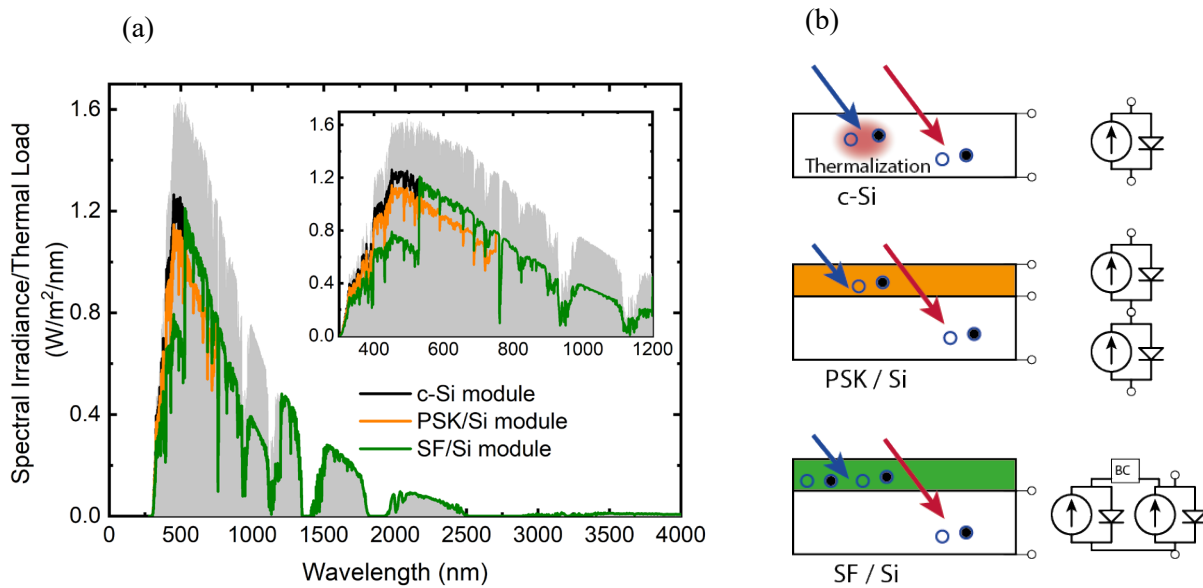 (a)
Spectral Irradiance/Thermal Load
(W/m²/nm)
1.6
1.2
0.8
0.4
0.0
0 500 1000 1500 2000 2500 3000 3500 4000
Wavelength (nm)
1.6
1.2
0.8
0.4
0.0
400 600 800 1000 1200
c-Si module
PSK/Si module
SF/Si module
(b)
Thermalization
c-Si
PSK / Si
BC
SF / Si